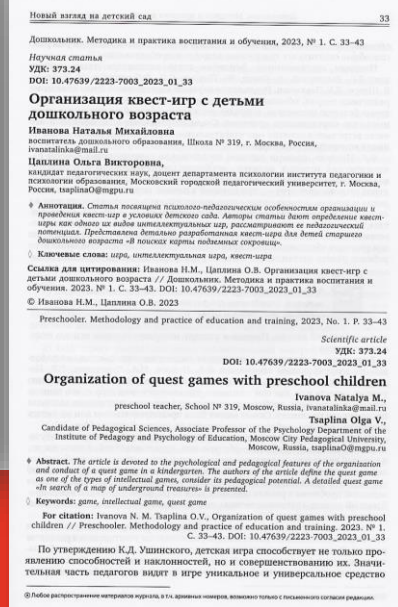 Новый взгляд на детский сад 33
Дошкольник. Методика и практика воспитания и обучения, 2023, № 1. С. 33–43
Научная статья
УДК: 373.24
DOI: 10.47639/2223-7003_2023_01_33
Организация квест-игр с детьми
дошкольного возраста
Иванова Наталья Михайловна
воспитатель дошкольного образования, Школа № 319, г. Москва, Россия,
ivanatalinka@mail.ru
Цаплина Ольга Викторовна,
кандидат педагогических наук, доцент департамента психологии института педагогики и
психологии образования, Московский городской педагогический университет, г. Москва,
Россия, tsaplinaO@mgpu.ru
Аннотация. Статья посвящена психолого-педагогическим особенностям организации и
проведения квест-игр в условиях детского сада. Авторы статьи дают определение квест-
игры как одного их видов интеллектуальных игр, рассматривают ее педагогический
потенциал. Представлена детально разработанная квест-игра для детей старшего
дошкольного возраста «В поисках карты подземных сокровищ».
Ключевые слова: игра, интеллектуальная игра, квест-игра
Ссылка для цитирования: Иванова Н.М., Цаплина О.В. Организация квест-игр с
детьми дошкольного возраста // Дошкольник. Методика и практика воспитания и
обучения. 2023. № 1. С. 33–43. DOI: 10.47639/2223-7003_2023_01_33
© Иванова Н.М., Цаплина О.В. 2023
Preschooler. Methodology and practice of education and training, 2023, No. 1. P. 33–43
Scientific article
УДК: 373.24
DOI: 10.47639/2223-7003_2023_01_33
Organization of quest games with preschool children
Ivanova Natalya M.,
preschool teacher, School № 319, Moscow, Russia, ivanatalinka@mail.ru
Tsaplina Olga V.,
Candidate of Pedagogical Sciences, Associate Professor of the Psychology Department of the
Institute of Pedagogy and Psychology of Education, Moscow City Pedagogical University,
Moscow, Russia, tsaplinaO@mgpu.ru
Abstract. The article is devoted to the psychological and pedagogical features of the organization
and conduct of a quest game in a kindergarten. The authors of the article define the quest game
as one of the types of intellectual games, consider its pedagogical potential. A detailed quest game
«In search of a map of underground treasures» is presented.
Keywords: game, intellectual game, quest game
For citation: Ivanova N. M. Tsaplina O.V., Organization of quest games with preschool
children // Preschooler. Methodology and practice of education and training. 2023. № 1.
С. 33–43. DOI: 10.47639/2223-7003_2023_01_33
По утверждению К.Д. Ушинского, детская игра способствует не только про-
явлению способностей и наклонностей, но и совершенствованию их. Значи-
тельная часть педагогов видят в игре уникальное и универсальное средство
Любое распространение материалов журнала, в т.ч. архивных номеров, возможно только с письменного согласия редакции.